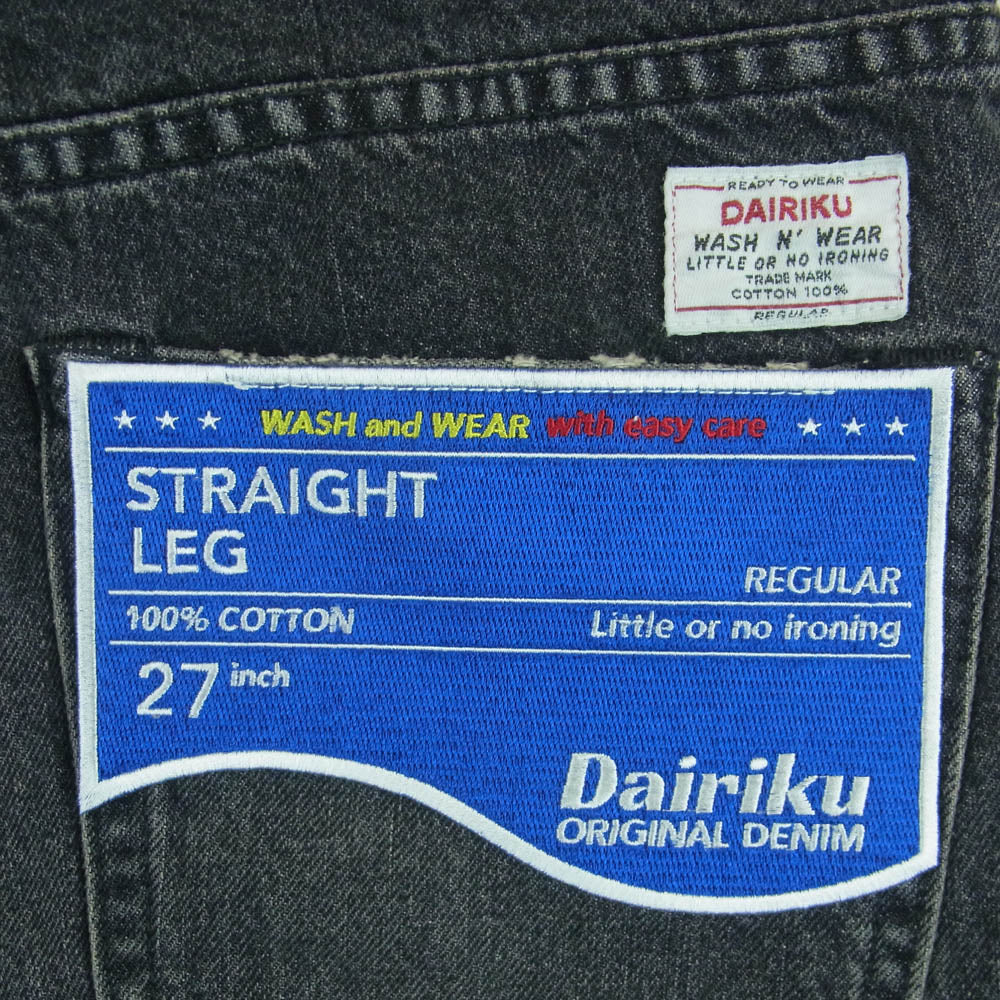 READY TO WEAR
DAIRIKU
WASH N' WEAR
LITTLE OR NO IRONING
TRADE MARK
COTTON 100%
REGULAR
★ ★ ★ WASH and WEAR with easy care ★ ★ ★
STRAIGHT
LEG
REGULAR
100% COTTON Little or no ironing
27 inch
Dairiku
ORIGINAL DENIM